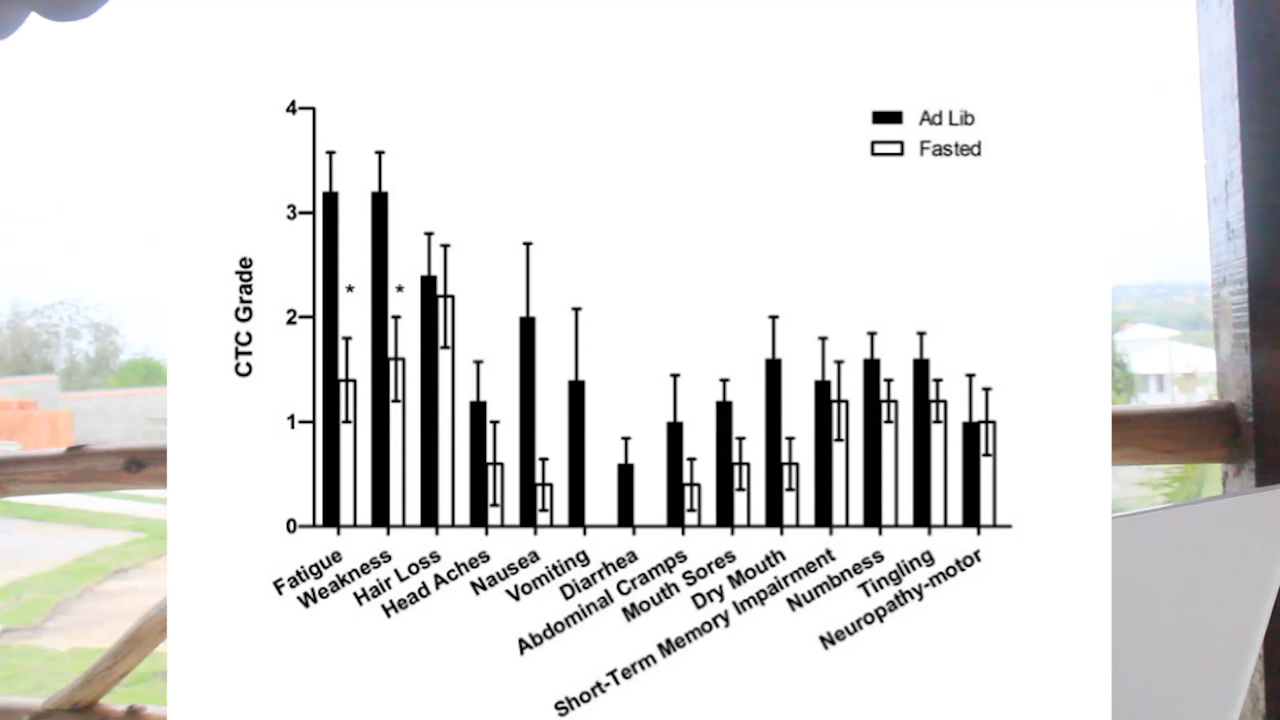 4
3
2
1
0
CTC Grade
Ad Lib
Fasted
*
*
Fatigue
Weakness
Hair Loss
Head Aches
Nausea
Vomiting
Diarrhea
Abdominal Cramps
Mouth Sores
Dry Mouth
Short-Term Memory Impairment
Numbness
Tingling
Neuropathy-motor